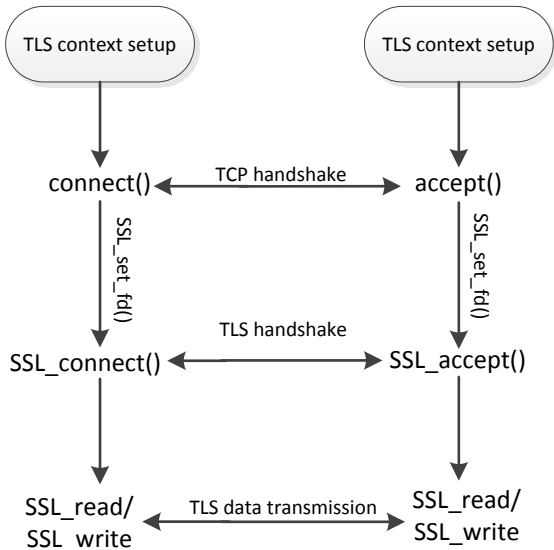 TLS context setup
TLS context setup
connect()
TCP handshake
accept()
SSL_set_fd()
SSL_set_fd()
TLS handshake
SSL_connect()
SSL_accept()
SSL_read/
SSL_write
TLS data transmission
SSL_read/
SSL_write